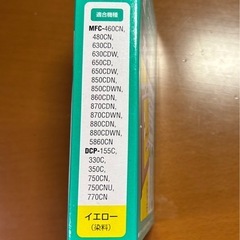 適合機種
MFC-460CN,
480CN,
630CD,
630CDW,
650CD,
650CDW,
850CDN,
850CDWN,
860CDN,
870CDN,
870CDWN,
880CDN,
880CDWN,
5860CN
DCP-155C,
330C,
350C,
750CN,
750CNU,
770CN
イエロー
(染料)